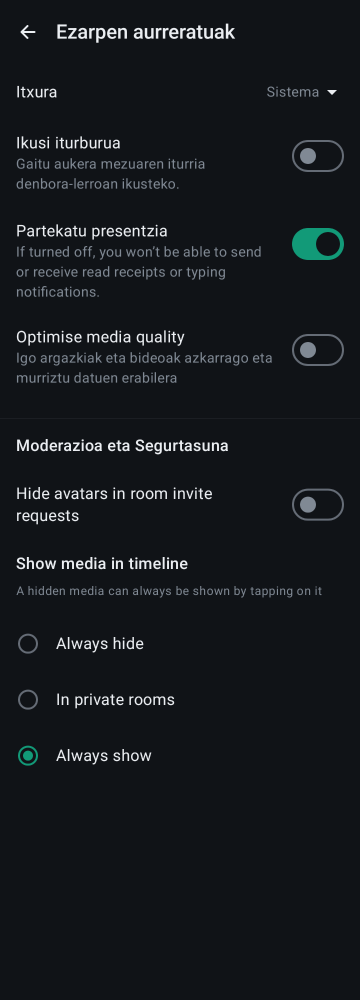 Ezarpen aurreratuak
Itxura
Sistema
Ikusi iturburua
Gaitu aukera mezuaren iturria
denbora-lerroan ikusteko.
Partekatu presentzia
If turned off, you won't be able to send
or receive read receipts or typing
notifications.
Optimise media quality
Igo argazkiak eta bideoak azkarrago eta
murriztu datuen erabilera
Moderazioa eta Segurtasuna
Hide avatars in room invite
requests
Show media in timeline
A hidden media can always be shown by tapping on it
Always hide
In private rooms
Always show